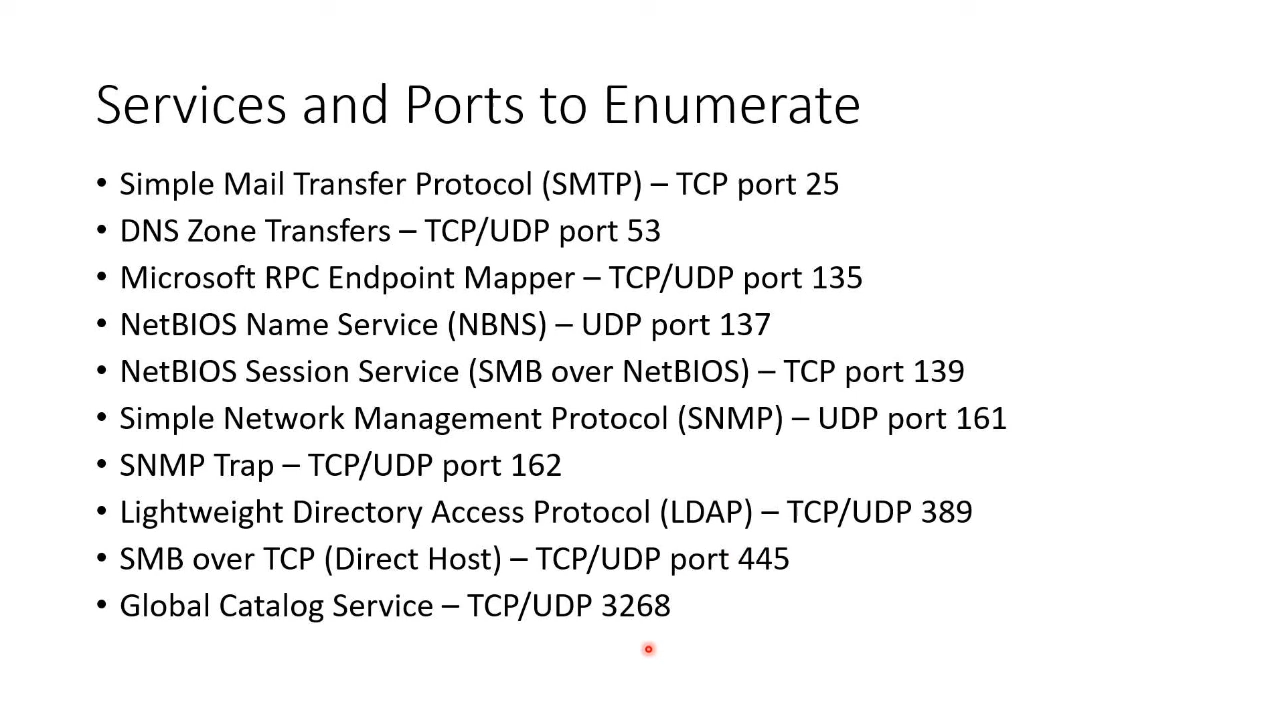 Services and Ports to Enumerate
• Simple Mail Transfer Protocol (SMTP) – TCP port 25
• DNS Zone Transfers – TCP/UDP port 53
• Microsoft RPC Endpoint Mapper – TCP/UDP port 135
• NetBIOS Name Service (NBNS) – UDP port 137
• NetBIOS Session Service (SMB over NetBIOS) – TCP port 139
• Simple Network Management Protocol (SNMP) – UDP port 161
• SNMP Trap – TCP/UDP port 162
• Lightweight Directory Access Protocol (LDAP) – TCP/UDP 389
• SMB over TCP (Direct Host) – TCP/UDP port 445
• Global Catalog Service – TCP/UDP 3268